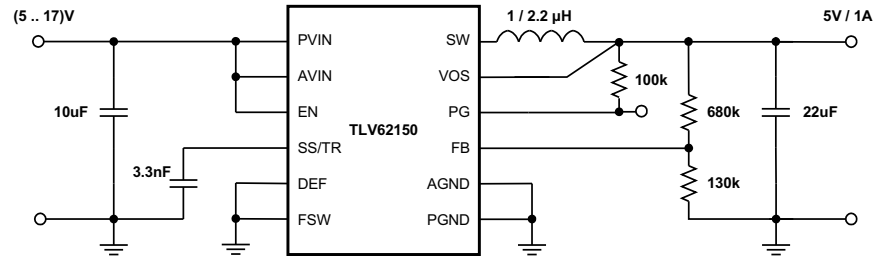 (5 .. 17)V
1 / 2.2 µH
5V / 1A
PVIN
SW
AVIN
VOS
100k
10uF
EN
PG
680k
22uF
TLV62150
3.3nF
SS/TR
FB
DEF
AGND
130k
FSW
PGND